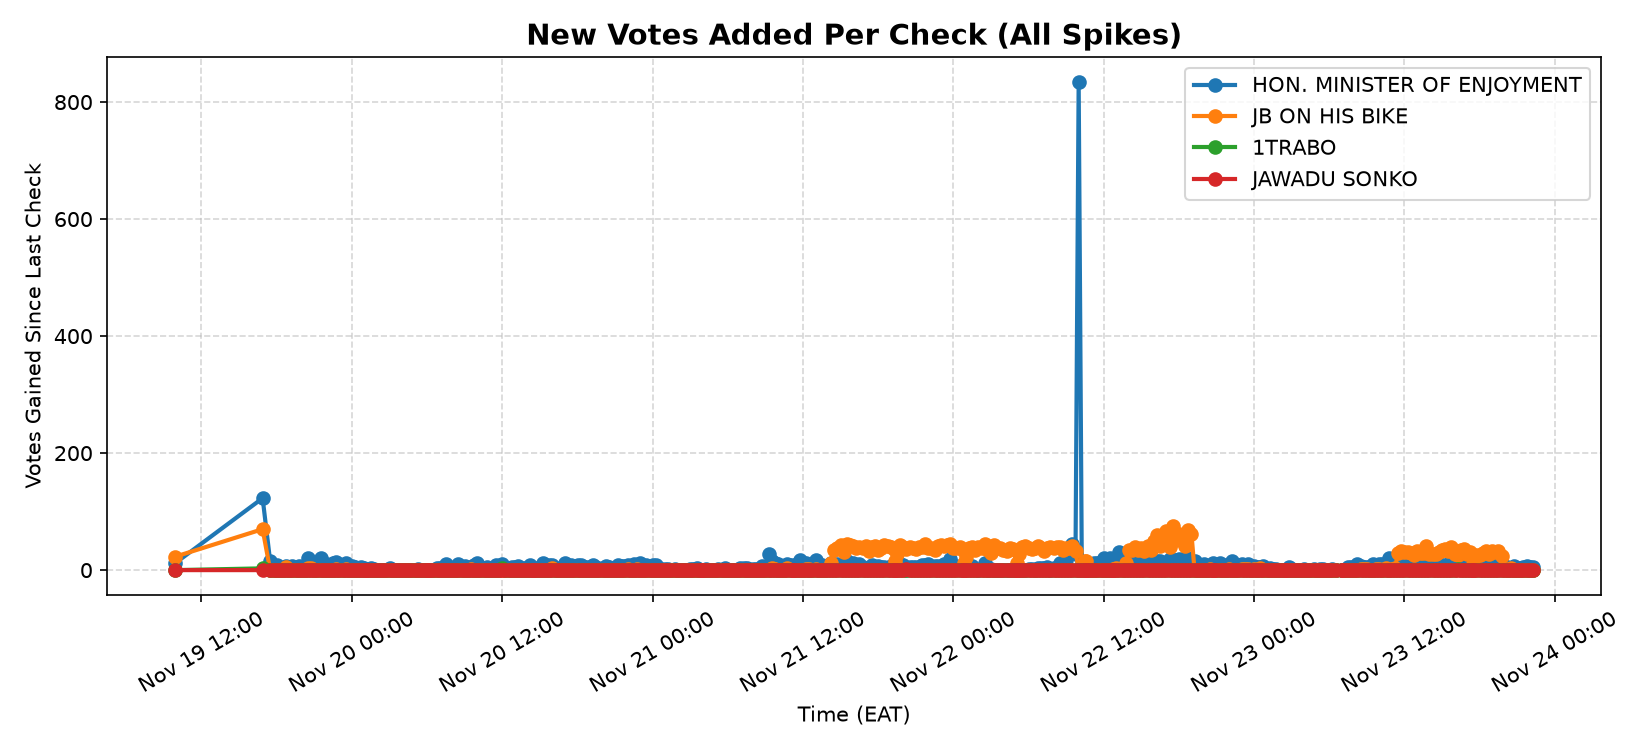 New Votes Added Per Check (All Spikes)
HON. MINISTER OF ENJOYMENT
JB ON HIS BIKE
1TRABO
JAWADU SONKO
Votes Gained Since Last Check
800
600
400
200
0
Nov 19 12:00
Nov 20 00:00
Nov 20 12:00
Nov 21 00:00
Nov 21 12:00
Nov 22 00:00
Nov 22 12:00
Nov 23 00:00
Nov 23 12:00
Nov 24 00:00
Time (EAT)